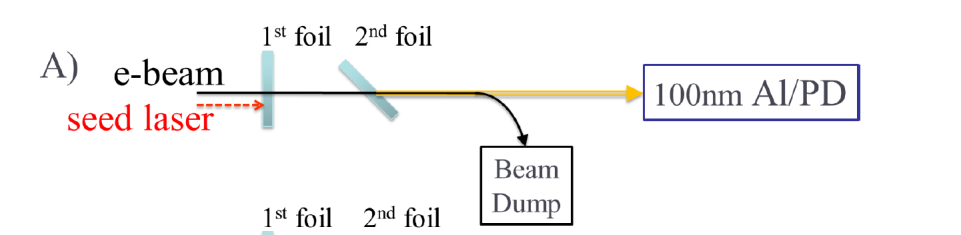 1st foil 2nd foil
A) e-beam
seed laser
100nm Al/PD
Beam
Dump
1st foil 2nd foil